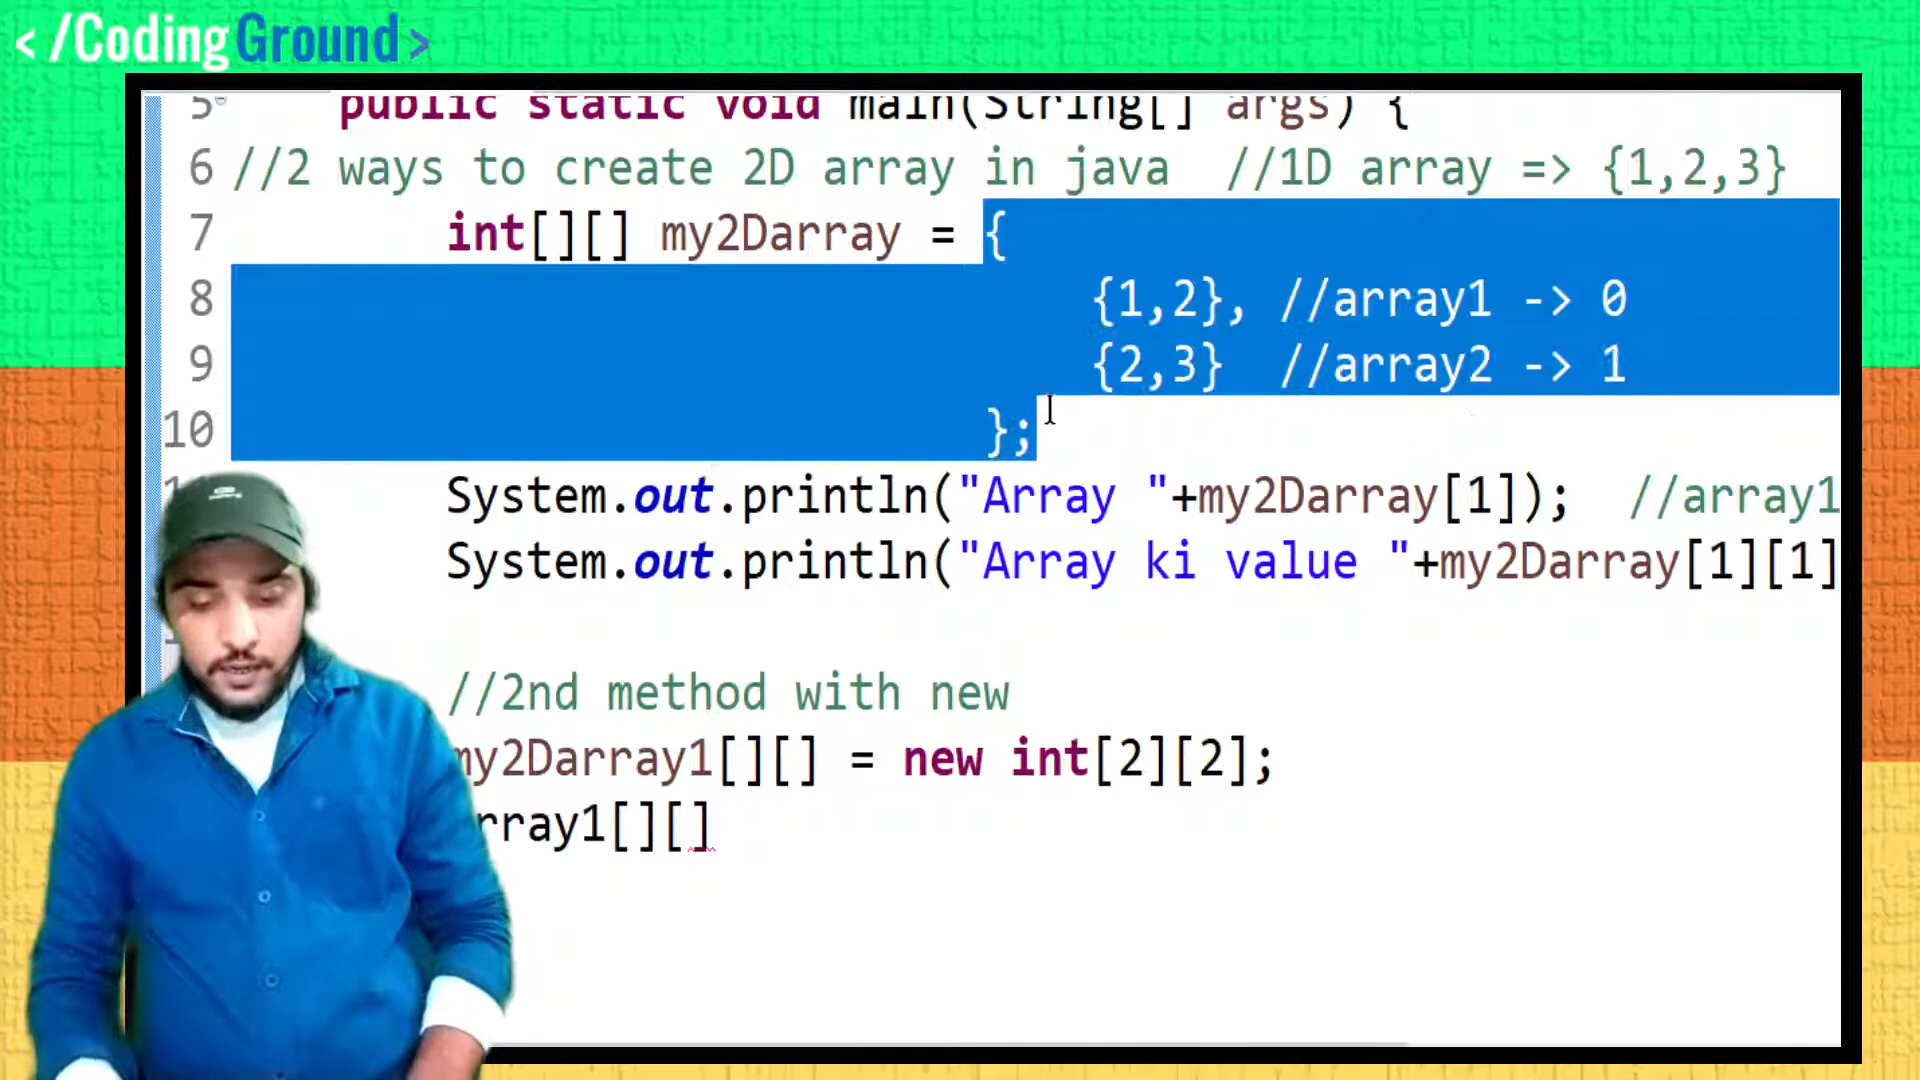 </CodingGround>
5 public static void main(String[] args) {
6 //2 ways to create 2D array in java //1D array => {1,2,3}
7 int[][] my2Darray = {
8 {1,2}, //array1 -> 0
9 {2,3} //array2 -> 1
10 };
System.out.println("Array "+my2Darray[1]); //array1
System.out.println("Array ki value "+my2Darray[1][1]
//2nd method with new
my2Darray1[][] = new int[2][2];
rray1[][]